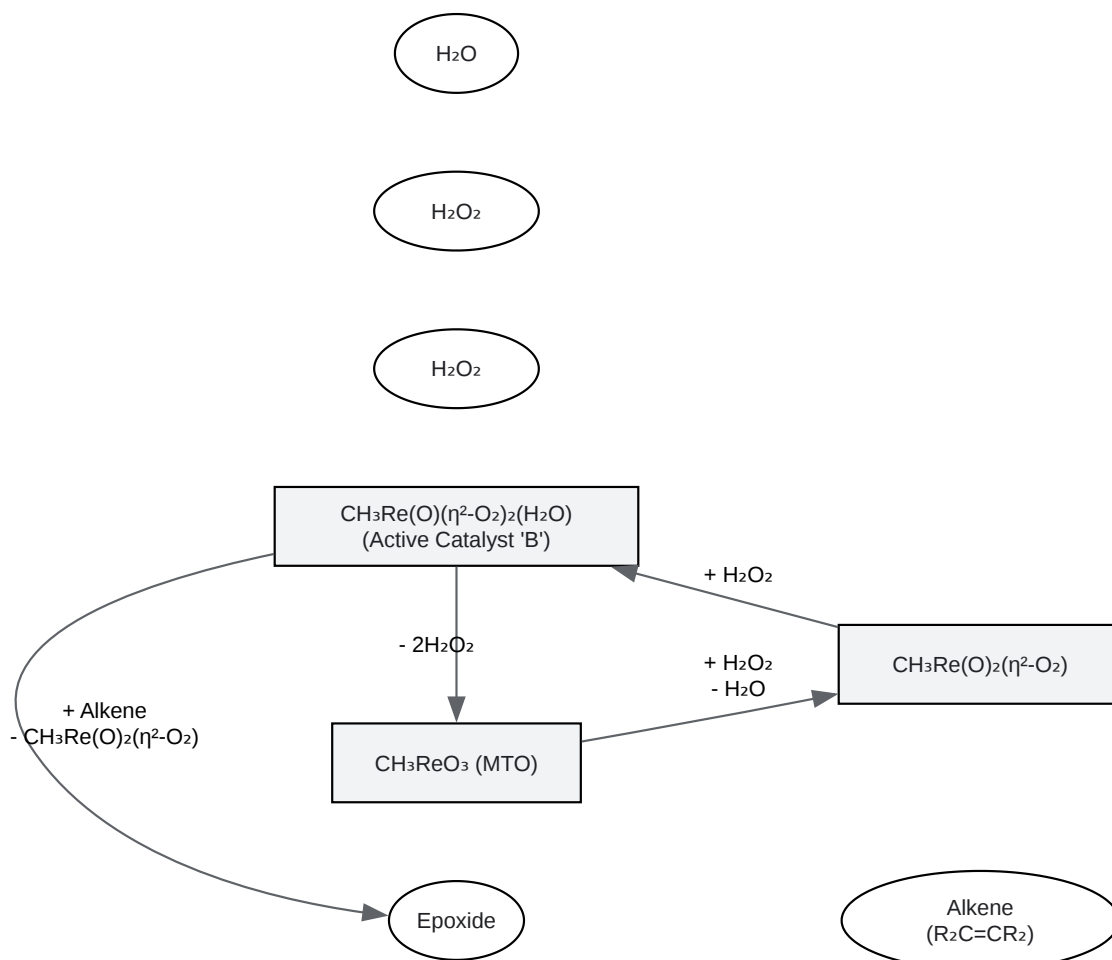 H₂O
H₂O₂
H₂O₂
CH₃Re(O)(η²-O₂)₂(H₂O)
(Active Catalyst 'B')
+ H₂O₂
- 2H₂O₂
CH₃Re(O)₂(η²-O₂)
+ H₂O₂
- H₂O
+ Alkene
- CH₃Re(O)₂(η²-O₂)
CH₃ReO₃ (MTO)
Epoxide
Alkene
(R₂C=CR₂)